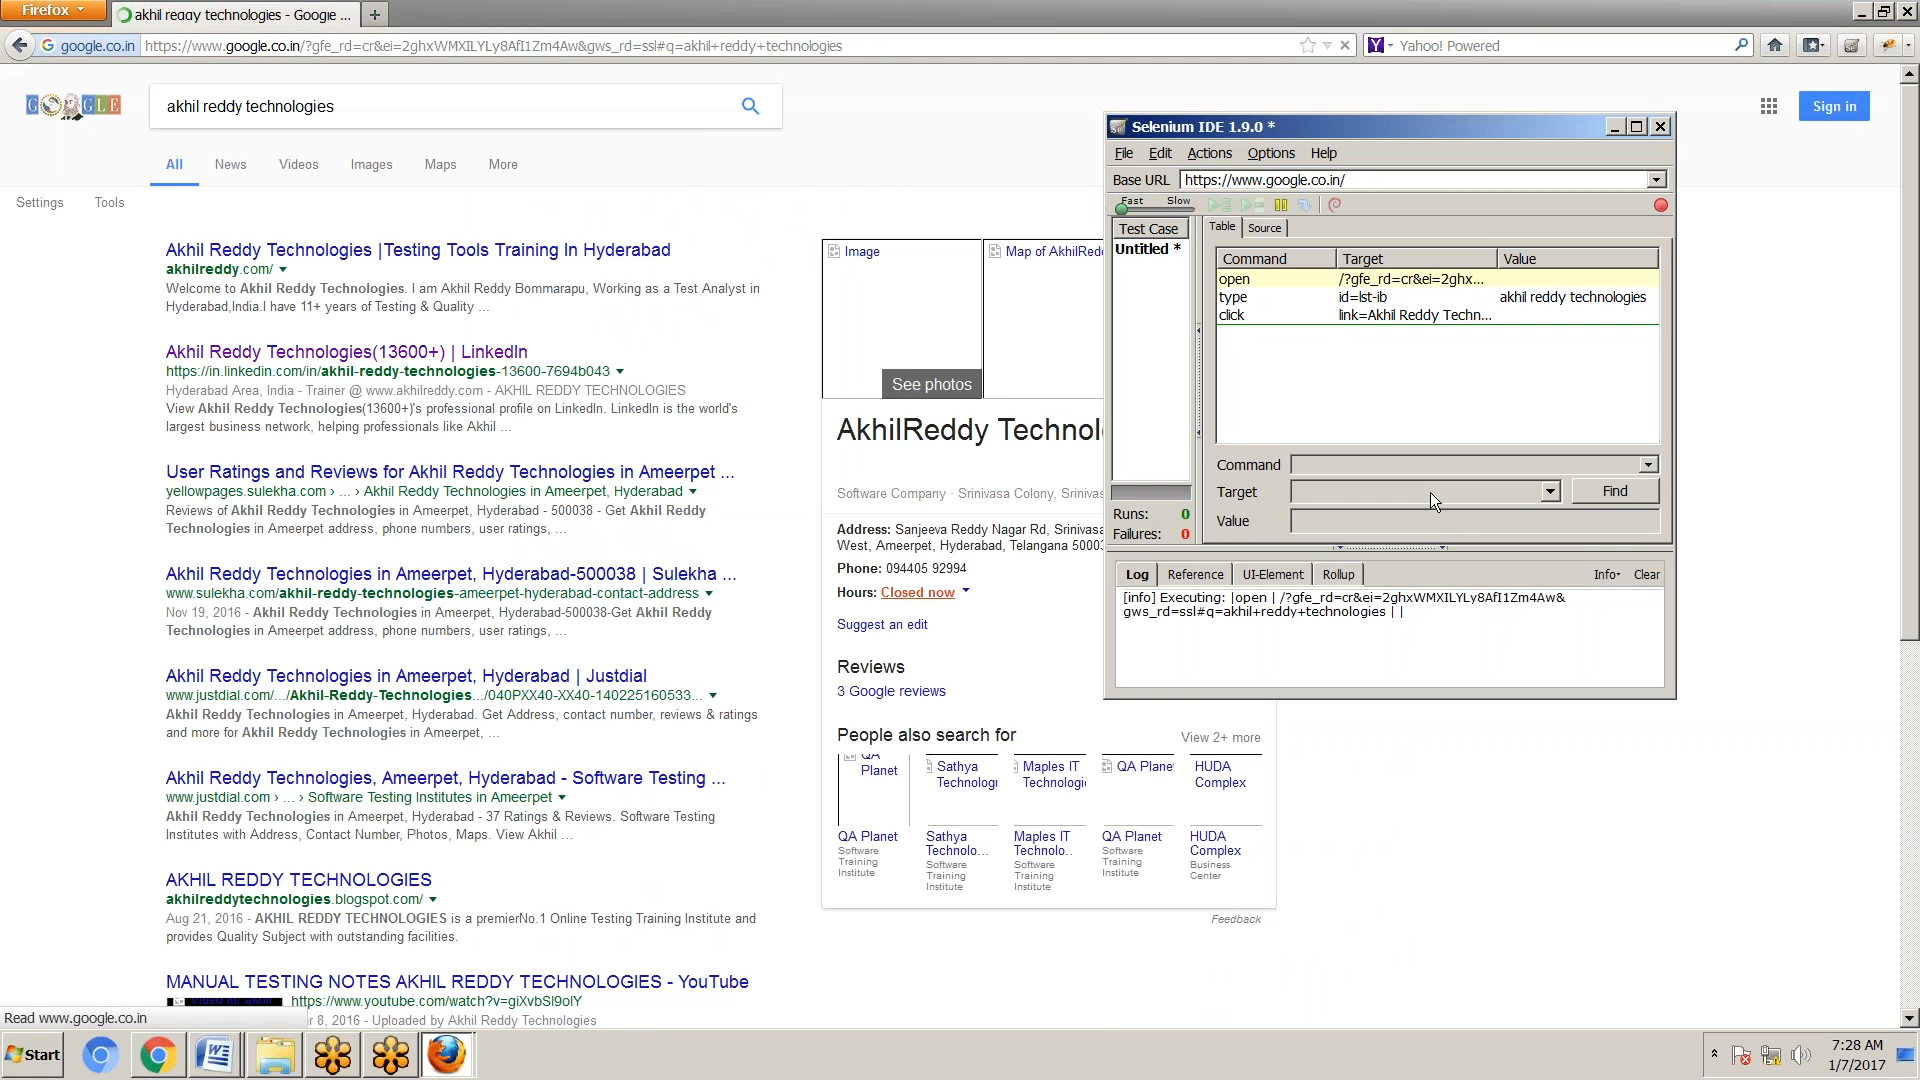 Firefox
akhil reddy technologies - Google ...
google.co.in
https://www.google.co.in/?gfe_rd=cr&ei=2ghxWMXILYLy8AfI1Zm4Aw&gws_rd=ssl#q=akhil+reddy+technologies
Yahoo! Powered
GOOGLE
akhil reddy technologies
Sign in
All
News
Videos
Images
Maps
More
Settings
Tools
Akhil Reddy Technologies |Testing Tools Training In Hyderabad
akhilreddy.com/
Welcome to Akhil Reddy Technologies. I am Akhil Reddy Bommarapu, Working as a Test Analyst in
Hyderabad,India.I have 11+ years of Testing & Quality ...
Akhil Reddy Technologies(13600+) | LinkedIn
https://in.linkedin.com/in/akhil-reddy-technologies-13600-7694b043
Hyderabad Area, India - Trainer @ www.akhilreddy.com - AKHIL REDDY TECHNOLOGIES
View Akhil Reddy Technologies(13600+)'s professional profile on LinkedIn. LinkedIn is the world's
largest business network, helping professionals like Akhil ...
User Ratings and Reviews for Akhil Reddy Technologies in Ameerpet ...
yellowpages.sulekha.com › ... › Akhil Reddy Technologies in Ameerpet, Hyderabad
Reviews of Akhil Reddy Technologies in Ameerpet, Hyderabad - 500038 - Get Akhil Reddy
Technologies in Ameerpet address, phone numbers, user ratings, ...
Akhil Reddy Technologies in Ameerpet, Hyderabad-500038 | Sulekha ...
www.sulekha.com/akhil-reddy-technologies-ameerpet-hyderabad-contact-address
Nov 19, 2016 - Akhil Reddy Technologies in Ameerpet, Hyderabad-500038-Get Akhil Reddy
Technologies in Ameerpet address, phone numbers, user ratings, ...
Akhil Reddy Technologies in Ameerpet, Hyderabad | Justdial
www.justdial.com/.../Akhil-Reddy-Technologies.../040PXX40-XX40-140225160533...
Akhil Reddy Technologies in Ameerpet, Hyderabad. Get Address, contact number, reviews & ratings
and more for Akhil Reddy Technologies in Ameerpet, ...
Akhil Reddy Technologies, Ameerpet, Hyderabad - Software Testing ...
www.justdial.com › ... › Software Testing Institutes in Ameerpet
Akhil Reddy Technologies in Ameerpet, Hyderabad - 37 Ratings & Reviews. Software Testing
Institutes with Address, Contact Number, Photos, Maps. View Akhil ...
AKHIL REDDY TECHNOLOGIES
akhilreddytechnologies.blogspot.com/
Aug 21, 2016 - AKHIL REDDY TECHNOLOGIES is a premierNo.1 Online Testing Training Institute and
provides Quality Subject with outstanding facilities.
MANUAL TESTING NOTES AKHIL REDDY TECHNOLOGIES - YouTube
https://www.youtube.com/watch?v=giXvbSl9olY
r 8, 2016 - Uploaded by Akhil Reddy Technologies
Read www.google.co.in
Image
Map of AkhilRedd
See photos
AkhilReddy Technol
Software Company · Srinivasa Colony, Srinivas
Address: Sanjeeva Reddy Nagar Rd, Srinivasa
West, Ameerpet, Hyderabad, Telangana 50003
Phone: 094405 92994
Hours: Closed now
Suggest an edit
Reviews
3 Google reviews
People also search for
View 2+ more
QA Planet
Sathya Technologi
Maples IT Technologie
QA Planet
HUDA Complex
QA Planet
Software Training Institute
Sathya Technolo...
Software Training Institute
Maples IT Technolo..
Software Training Institute
QA Planet
Software Training Institute
HUDA Complex
Business Center
Feedback
Selenium IDE 1.9.0 *
File Edit Actions Options Help
Base URL https://www.google.co.in/
Fast Slow
Test Case
Untitled *
Table Source
Command Target Value
open /?gfe_rd=cr&ei=2ghx...
type id=lst-ib akhil reddy technologies
click link=Akhil Reddy Techn...
Command
Target
Find
Value
Runs: 0
Failures: 0
Log Reference UI-Element Rollup
Info Clear
[info] Executing: |open | /?gfe_rd=cr&ei=2ghxWMXILYLy8AfI1Zm4Aw&
gws_rd=ssl#q=akhil+reddy+technologies | |
Start
7:28 AM
1/7/2017